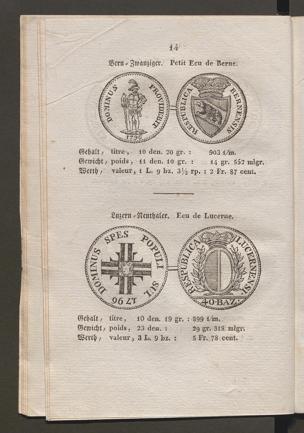 14
Bern-Zwanziger. Petit Ecu de Berne.
DOMINUS PROVIDEBIT
RESPUBLICA BERNENSIS
Gehalt, titre, 10 den. 20 gr. : 903 f/m.
Gewicht, poids, 11 den. 10 gr. : 14 gr. 557 mlgr.
Werth, valeur, 1 L. 9 bz. 3½ rp. : 2 Fr. 87 cent.
Luzern-Neuthaler. Ecu de Lucerne.
DOMINUS SPES POPULI SUI
1796
RESPUBLICA LUCERNENSIS
40·BAZ:
Gehalt, titre, 10 den. 19 gr. : 899 f/m.
Gewicht, poids, 23 den. : 29 gr. 318 mlgr.
Werth, valeur, 3 L. 9 bz. : 5 Fr. 78 cent.